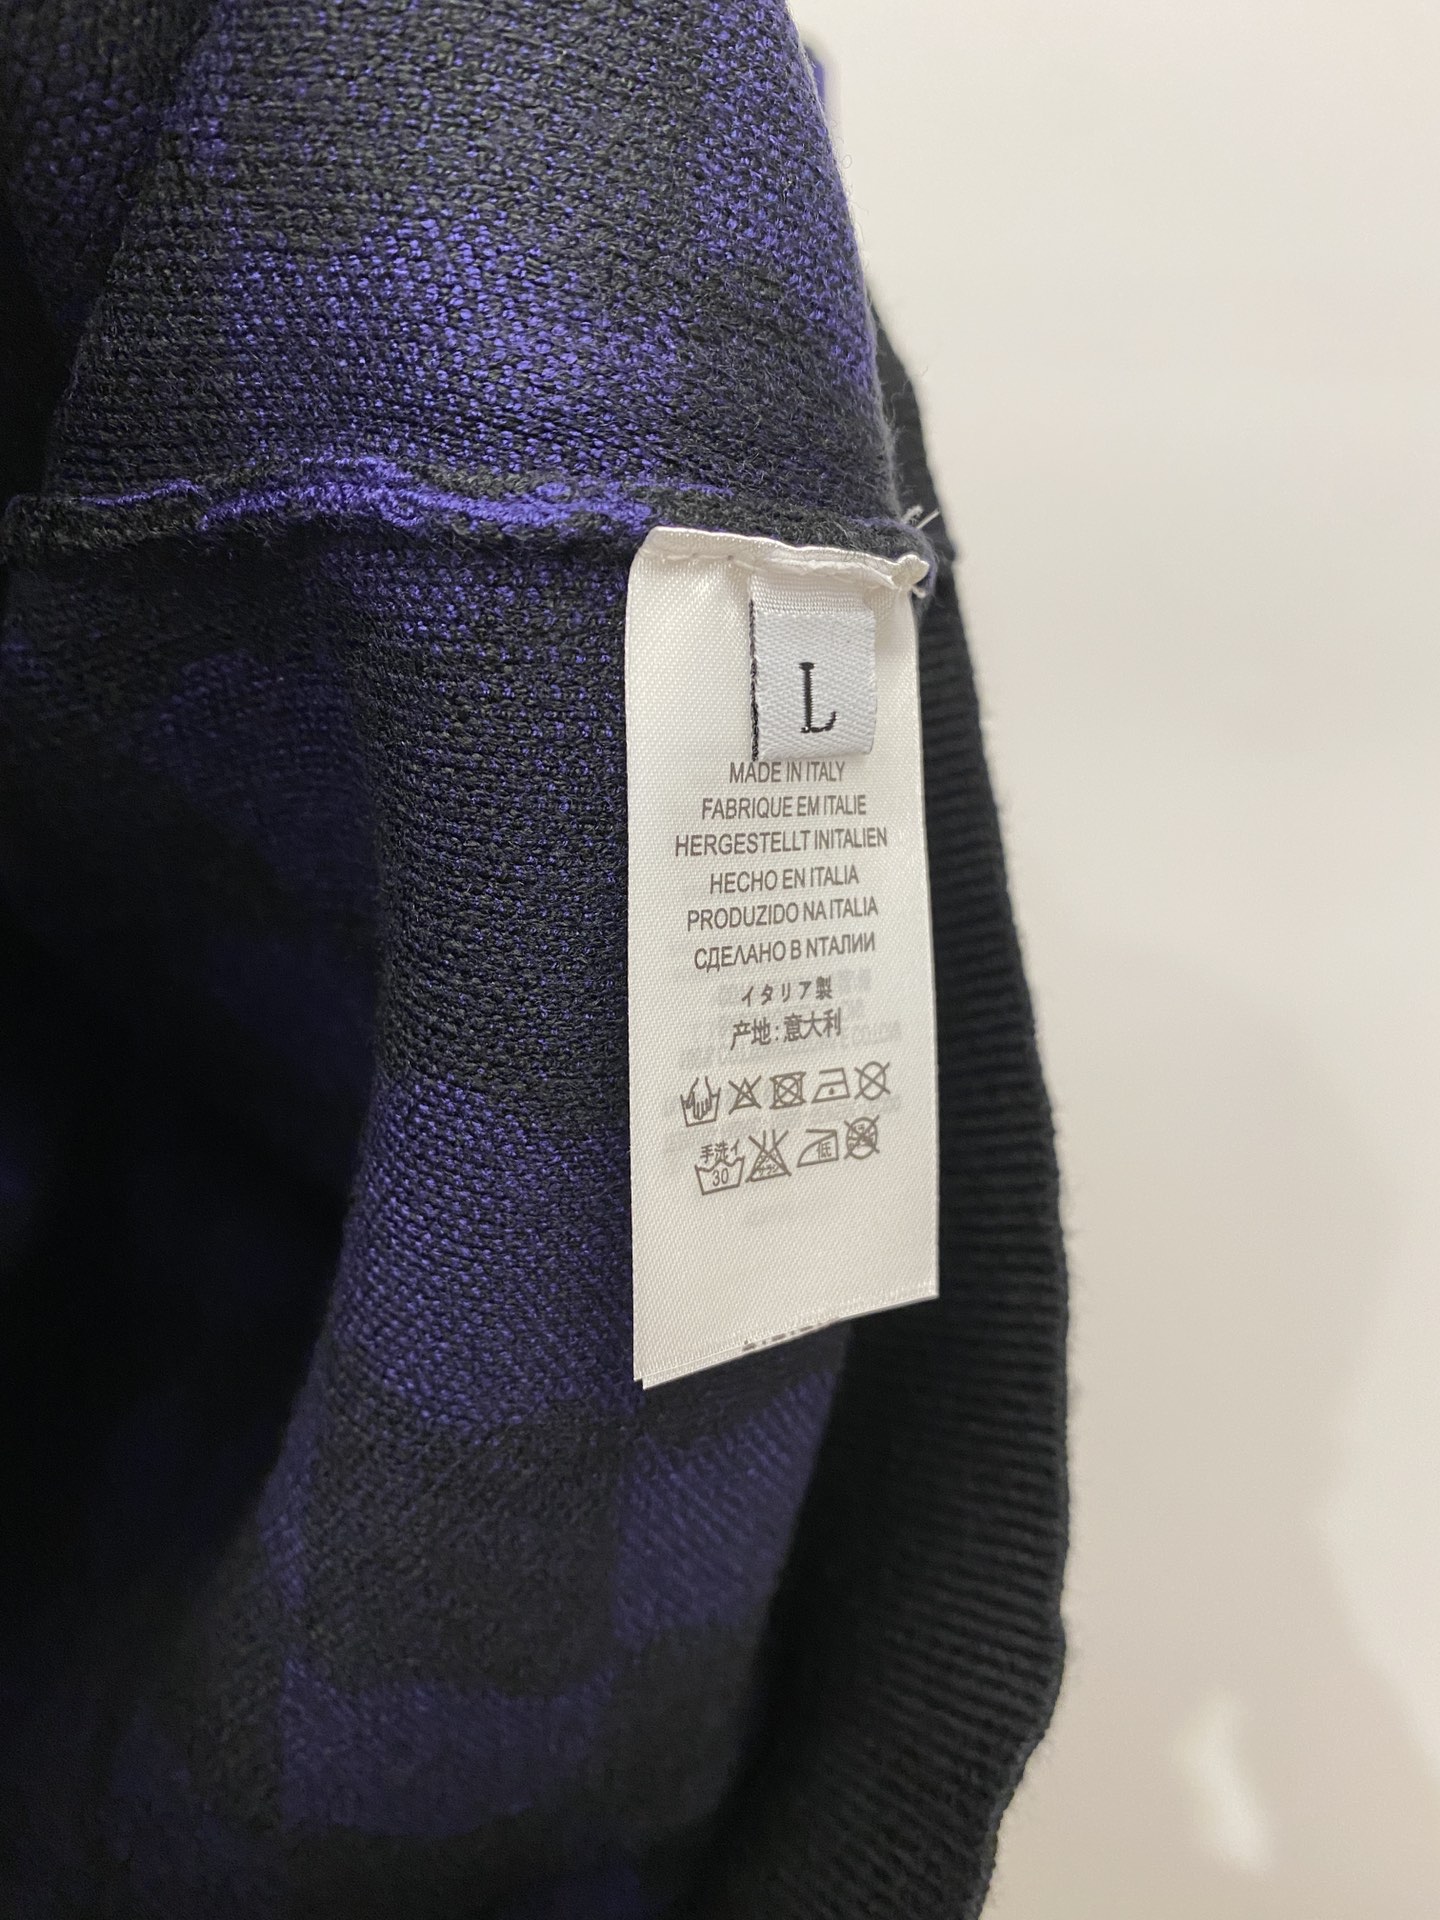 L
MADE IN ITALY
FABRIQUE EM ITALIE
HERGESTELLT INITALIEN
HECHO EN ITALIA
PRODUZIDO NA ITALIA
СДЕЛАНО В NТАЛИИ
イタリア製
产地:意大利
手洗イ
30
低